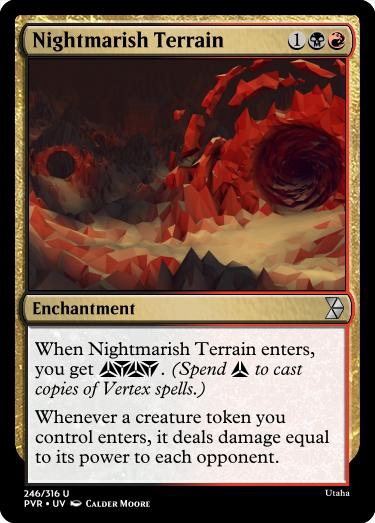 Nightmarish Terrain 1
Enchantment
When Nightmarish Terrain enters,
you get . (Spend to cast
copies of Vertex spells.)
Whenever a creature token you
control enters, it deals damage equal
to its power to each opponent.
246/316 U
Utaha
PVR • UV CALDER MOORE